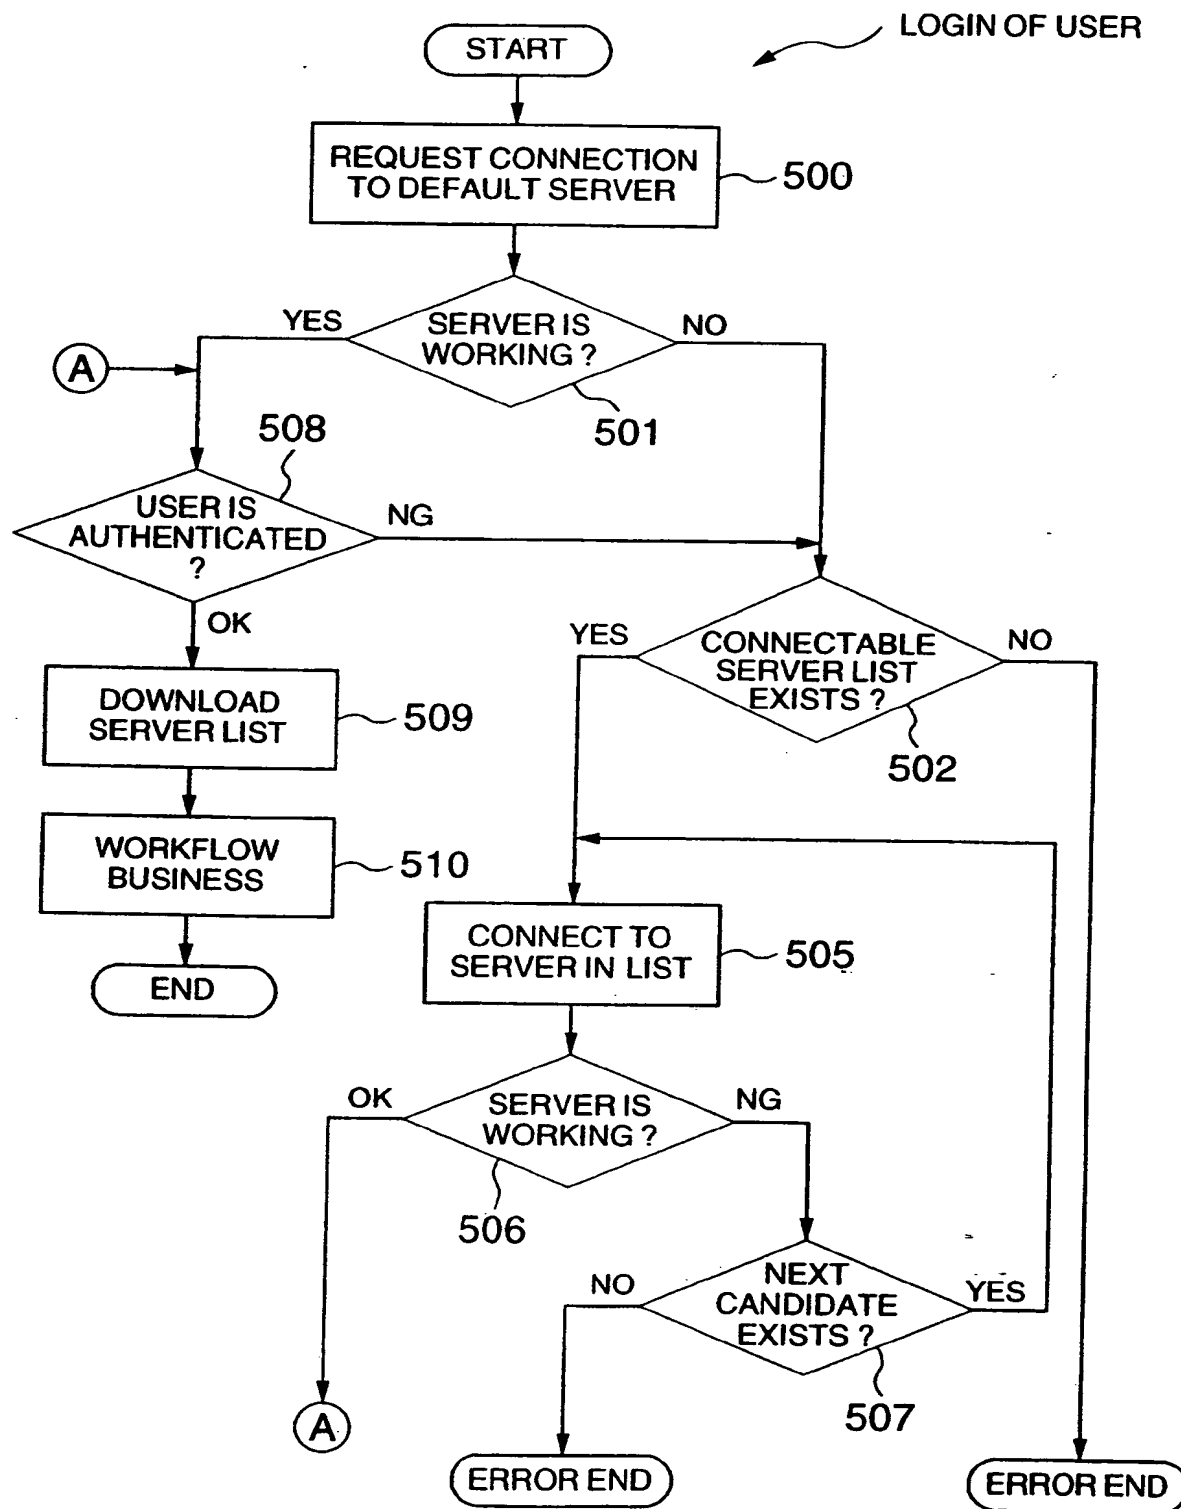 LOGIN OF USER
START
REQUEST CONNECTION
TO DEFAULT SERVER
500
YES
SERVER IS
WORKING ?
NO
A
501
508
USER IS
AUTHENTICATED
?
NG
OK
YES
CONNECTABLE
SERVER LIST
EXISTS ?
NO
DOWNLOAD
SERVER LIST
509
502
WORKFLOW
BUSINESS
510
CONNECT TO
SERVER IN LIST
505
END
OK
SERVER IS
WORKING ?
NG
506
NO
NEXT
CANDIDATE
EXISTS ?
YES
507
A
ERROR END
ERROR END